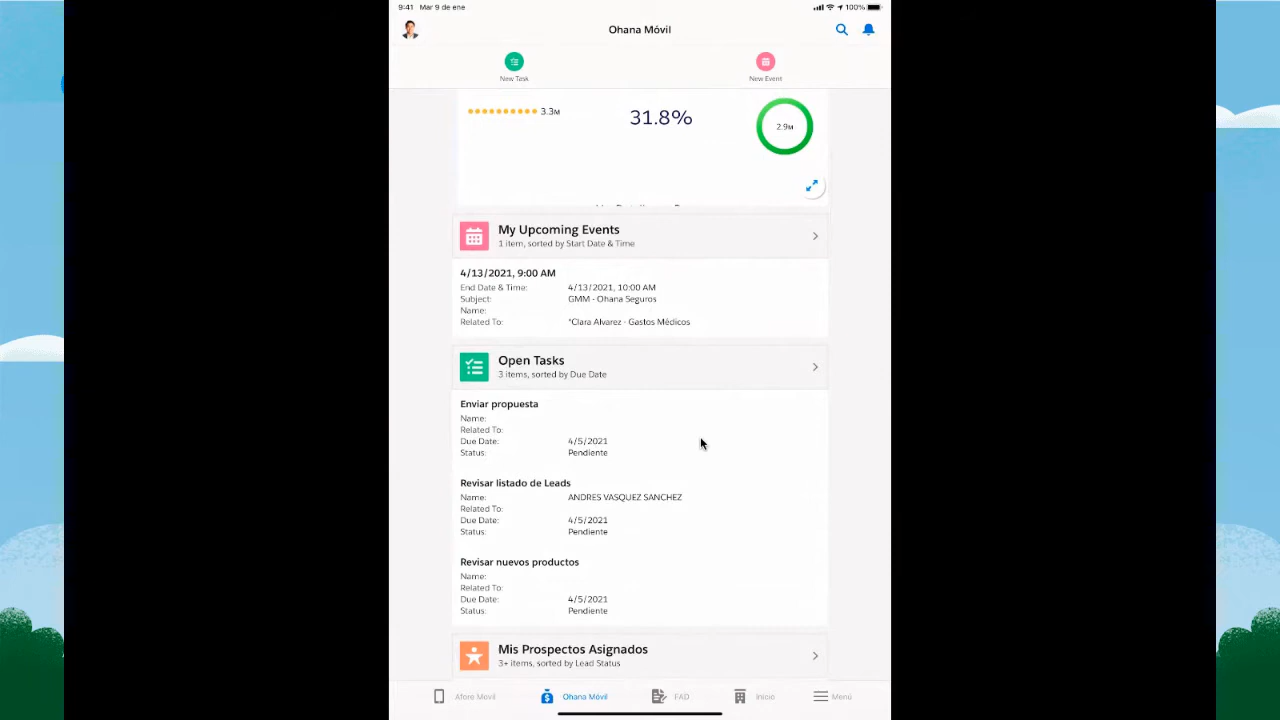 9:41 Mar 9 de ene
100%
Ohana Móvil
New Task
New Event
3.3M
31.8%
2.9M
My Upcoming Events
1 item, sorted by Start Date & Time
4/13/2021, 9:00 AM
End Date & Time: 4/13/2021, 10:00 AM
Subject: GMM - Ohana Seguros
Name:
Related To: *Clara Alvarez - Gastos Médicos
Open Tasks
3 items, sorted by Due Date
Enviar propuesta
Name:
Related To:
Due Date: 4/5/2021
Status: Pendiente
Revisar listado de Leads
Name: ANDRES VASQUEZ SANCHEZ
Related To:
Due Date: 4/5/2021
Status: Pendiente
Revisar nuevos productos
Name:
Related To:
Due Date: 4/5/2021
Status: Pendiente
Mis Prospectos Asignados
3+ items, sorted by Lead Status
Afore Movil
Ohana Móvil
FAD
Inicio
Menú